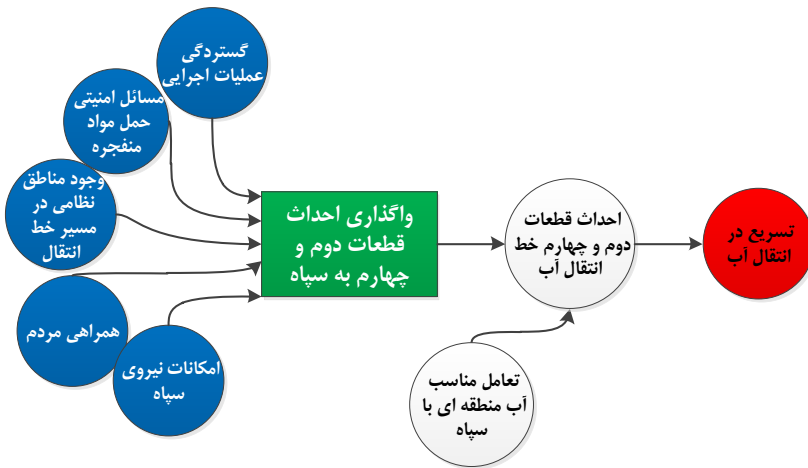 گستردگی
عملیات اجرایی
مسائل امنیتی
حمل مواد
منفجره
وجود مناطق
نظامی در
مسیر خط
انتقال
همراهی مردم
امکانات نیروی
سپاه
واگذاری احداث
قطعات دوم و
چهارم به سپاه
احداث قطعات
دوم و چهارم خط
انتقال آب
تعامل مناسب
آب منطقه ای با
سپاه
تسریع در
انتقال آب